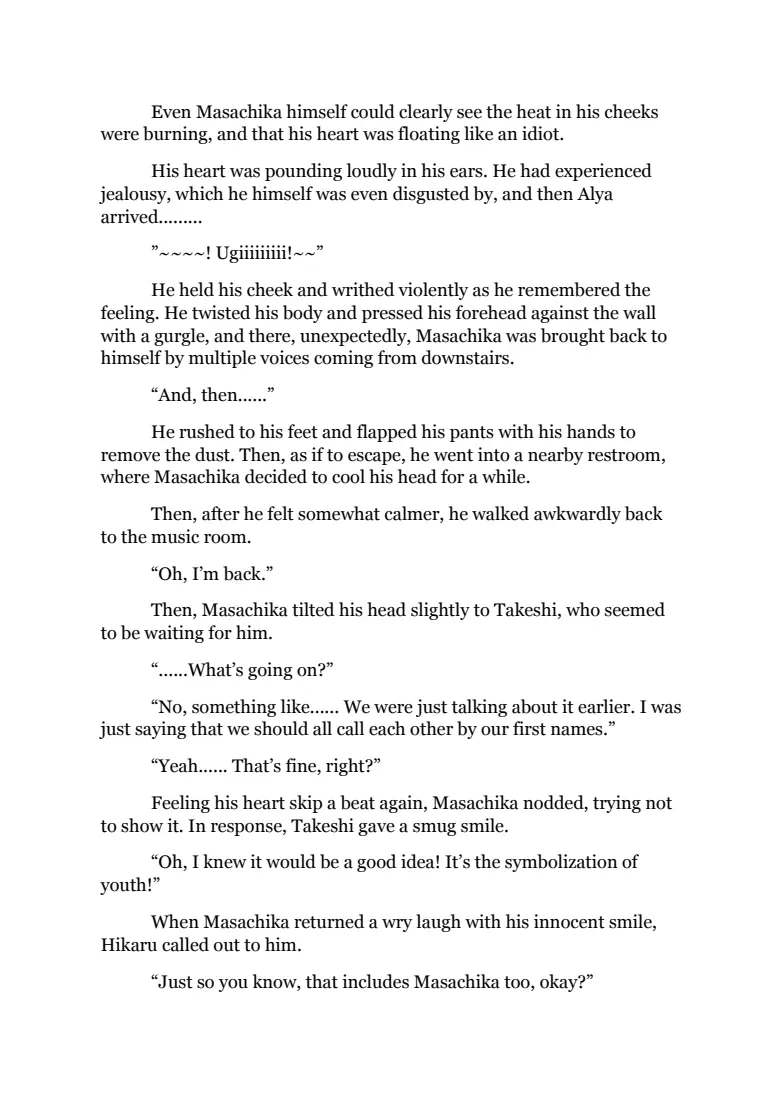 Even Masachika himself could clearly see the heat in his cheeks
were burning, and that his heart was floating like an idiot.
His heart was pounding loudly in his ears. He had experienced
jealousy, which he himself was even disgusted by, and then Alya
arrived.........
”~~~~! Ugiiiiiiiii!~~”
He held his cheek and writhed violently as he remembered the
feeling. He twisted his body and pressed his forehead against the wall
with a gurgle, and there, unexpectedly, Masachika was brought back to
himself by multiple voices coming from downstairs.
“And, then......”
He rushed to his feet and flapped his pants with his hands to
remove the dust. Then, as if to escape, he went into a nearby restroom,
where Masachika decided to cool his head for a while.
Then, after he felt somewhat calmer, he walked awkwardly back
to the music room.
“Oh, I’m back.”
Then, Masachika tilted his head slightly to Takeshi, who seemed
to be waiting for him.
“......What’s going on?”
“No, something like...... We were just talking about it earlier. I was
just saying that we should all call each other by our first names.”
“Yeah...... That’s fine, right?”
Feeling his heart skip a beat again, Masachika nodded, trying not
to show it. In response, Takeshi gave a smug smile.
“Oh, I knew it would be a good idea! It’s the symbolization of
youth!”
When Masachika returned a wry laugh with his innocent smile,
Hikaru called out to him.
“Just so you know, that includes Masachika too, okay?”